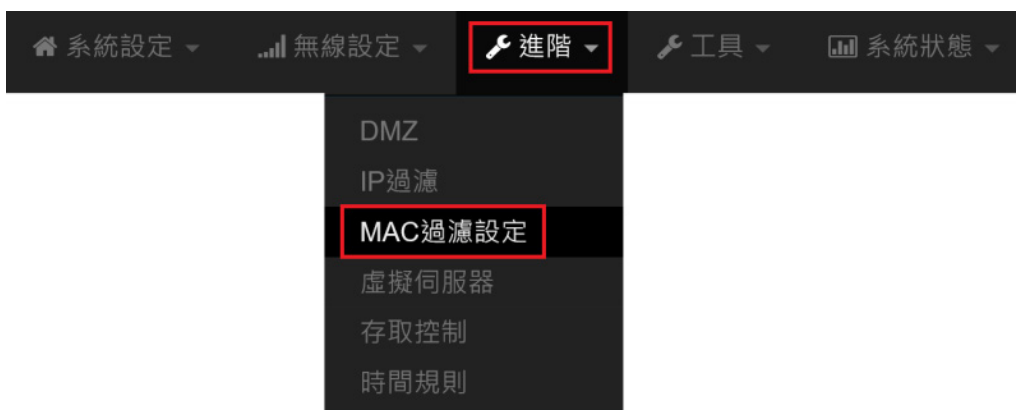 系統設定 無線設定 進階 工具 系統狀態
DMZ
IP過濾
MAC過濾設定
虛擬伺服器
存取控制
時間規則